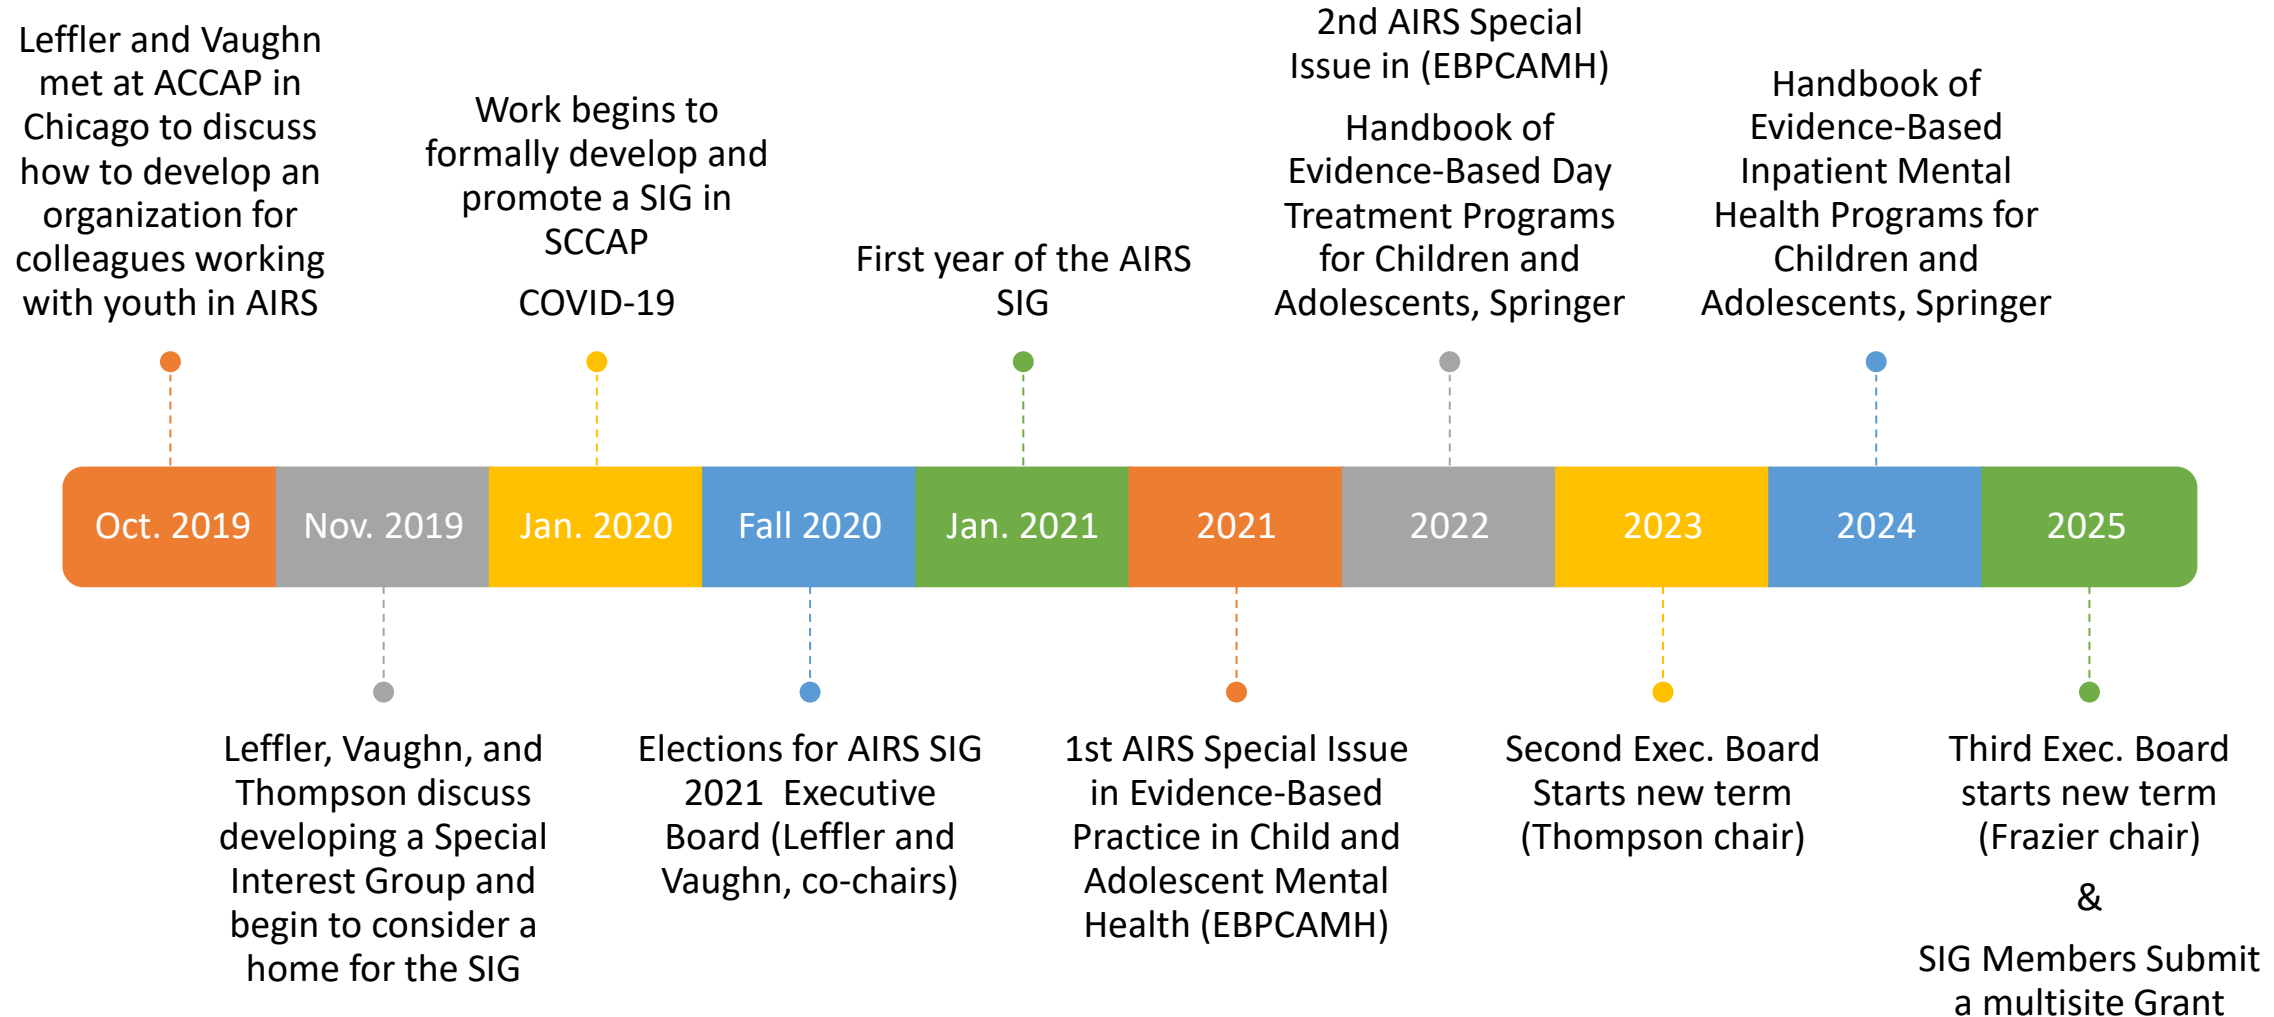 Leffler and Vaughn
met at ACCAP in
Chicago to discuss
how to develop an
organization for
colleagues working
with youth in AIRS
Work begins to
formally develop and
promote a SIG in
SCCAP
COVID-19
First year of the AIRS
SIG
2nd AIRS Special
Issue in (EBPCAMH)
Handbook of
Evidence-Based Day
Treatment Programs
for Children and
Adolescents, Springer
Handbook of
Evidence-Based
Inpatient Mental
Health Programs for
Children and
Adolescents, Springer
Oct. 2019
Nov. 2019
Jan. 2020
Fall 2020
Jan. 2021
2021
2022
2023
2024
2025
Leffler, Vaughn, and
Thompson discuss
developing a Special
Interest Group and
begin to consider a
home for the SIG
Elections for AIRS SIG
2021  Executive
Board (Leffler and
Vaughn, co-chairs)
1st AIRS Special Issue
in Evidence-Based
Practice in Child and
Adolescent Mental
Health (EBPCAMH)
Second Exec. Board
Starts new term
(Thompson chair)
Third Exec. Board
starts new term
(Frazier chair)
&
SIG Members Submit
a multisite Grant